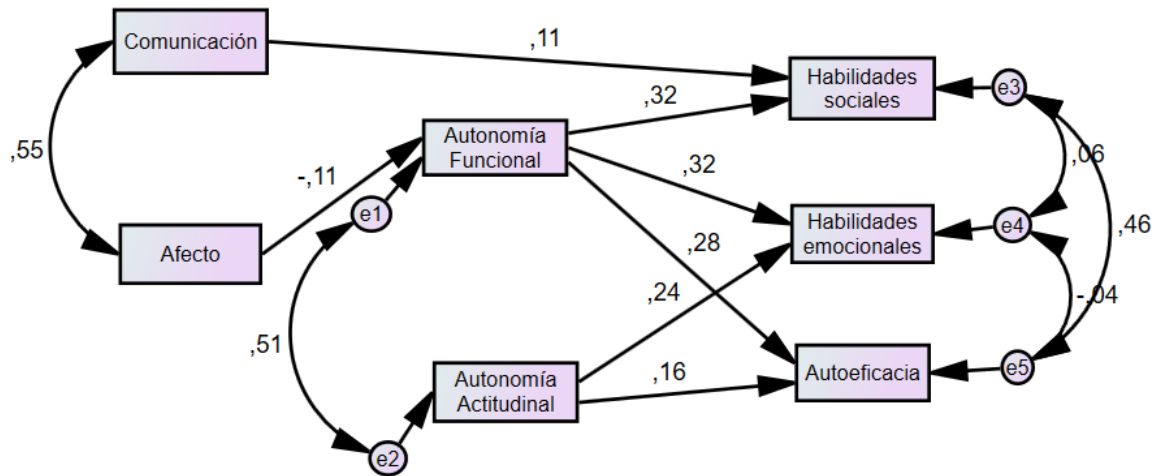 Comunicación
,11
Habilidades
sociales
e3
,32
Autonomía
Funcional
,55
,06
-,11
,32
e1
Habilidades
emocionales
e4
,46
Afecto
,28
,24
-,04
,51
Autonomía
Actitudinal
,16
Autoeficacia
e5
e2